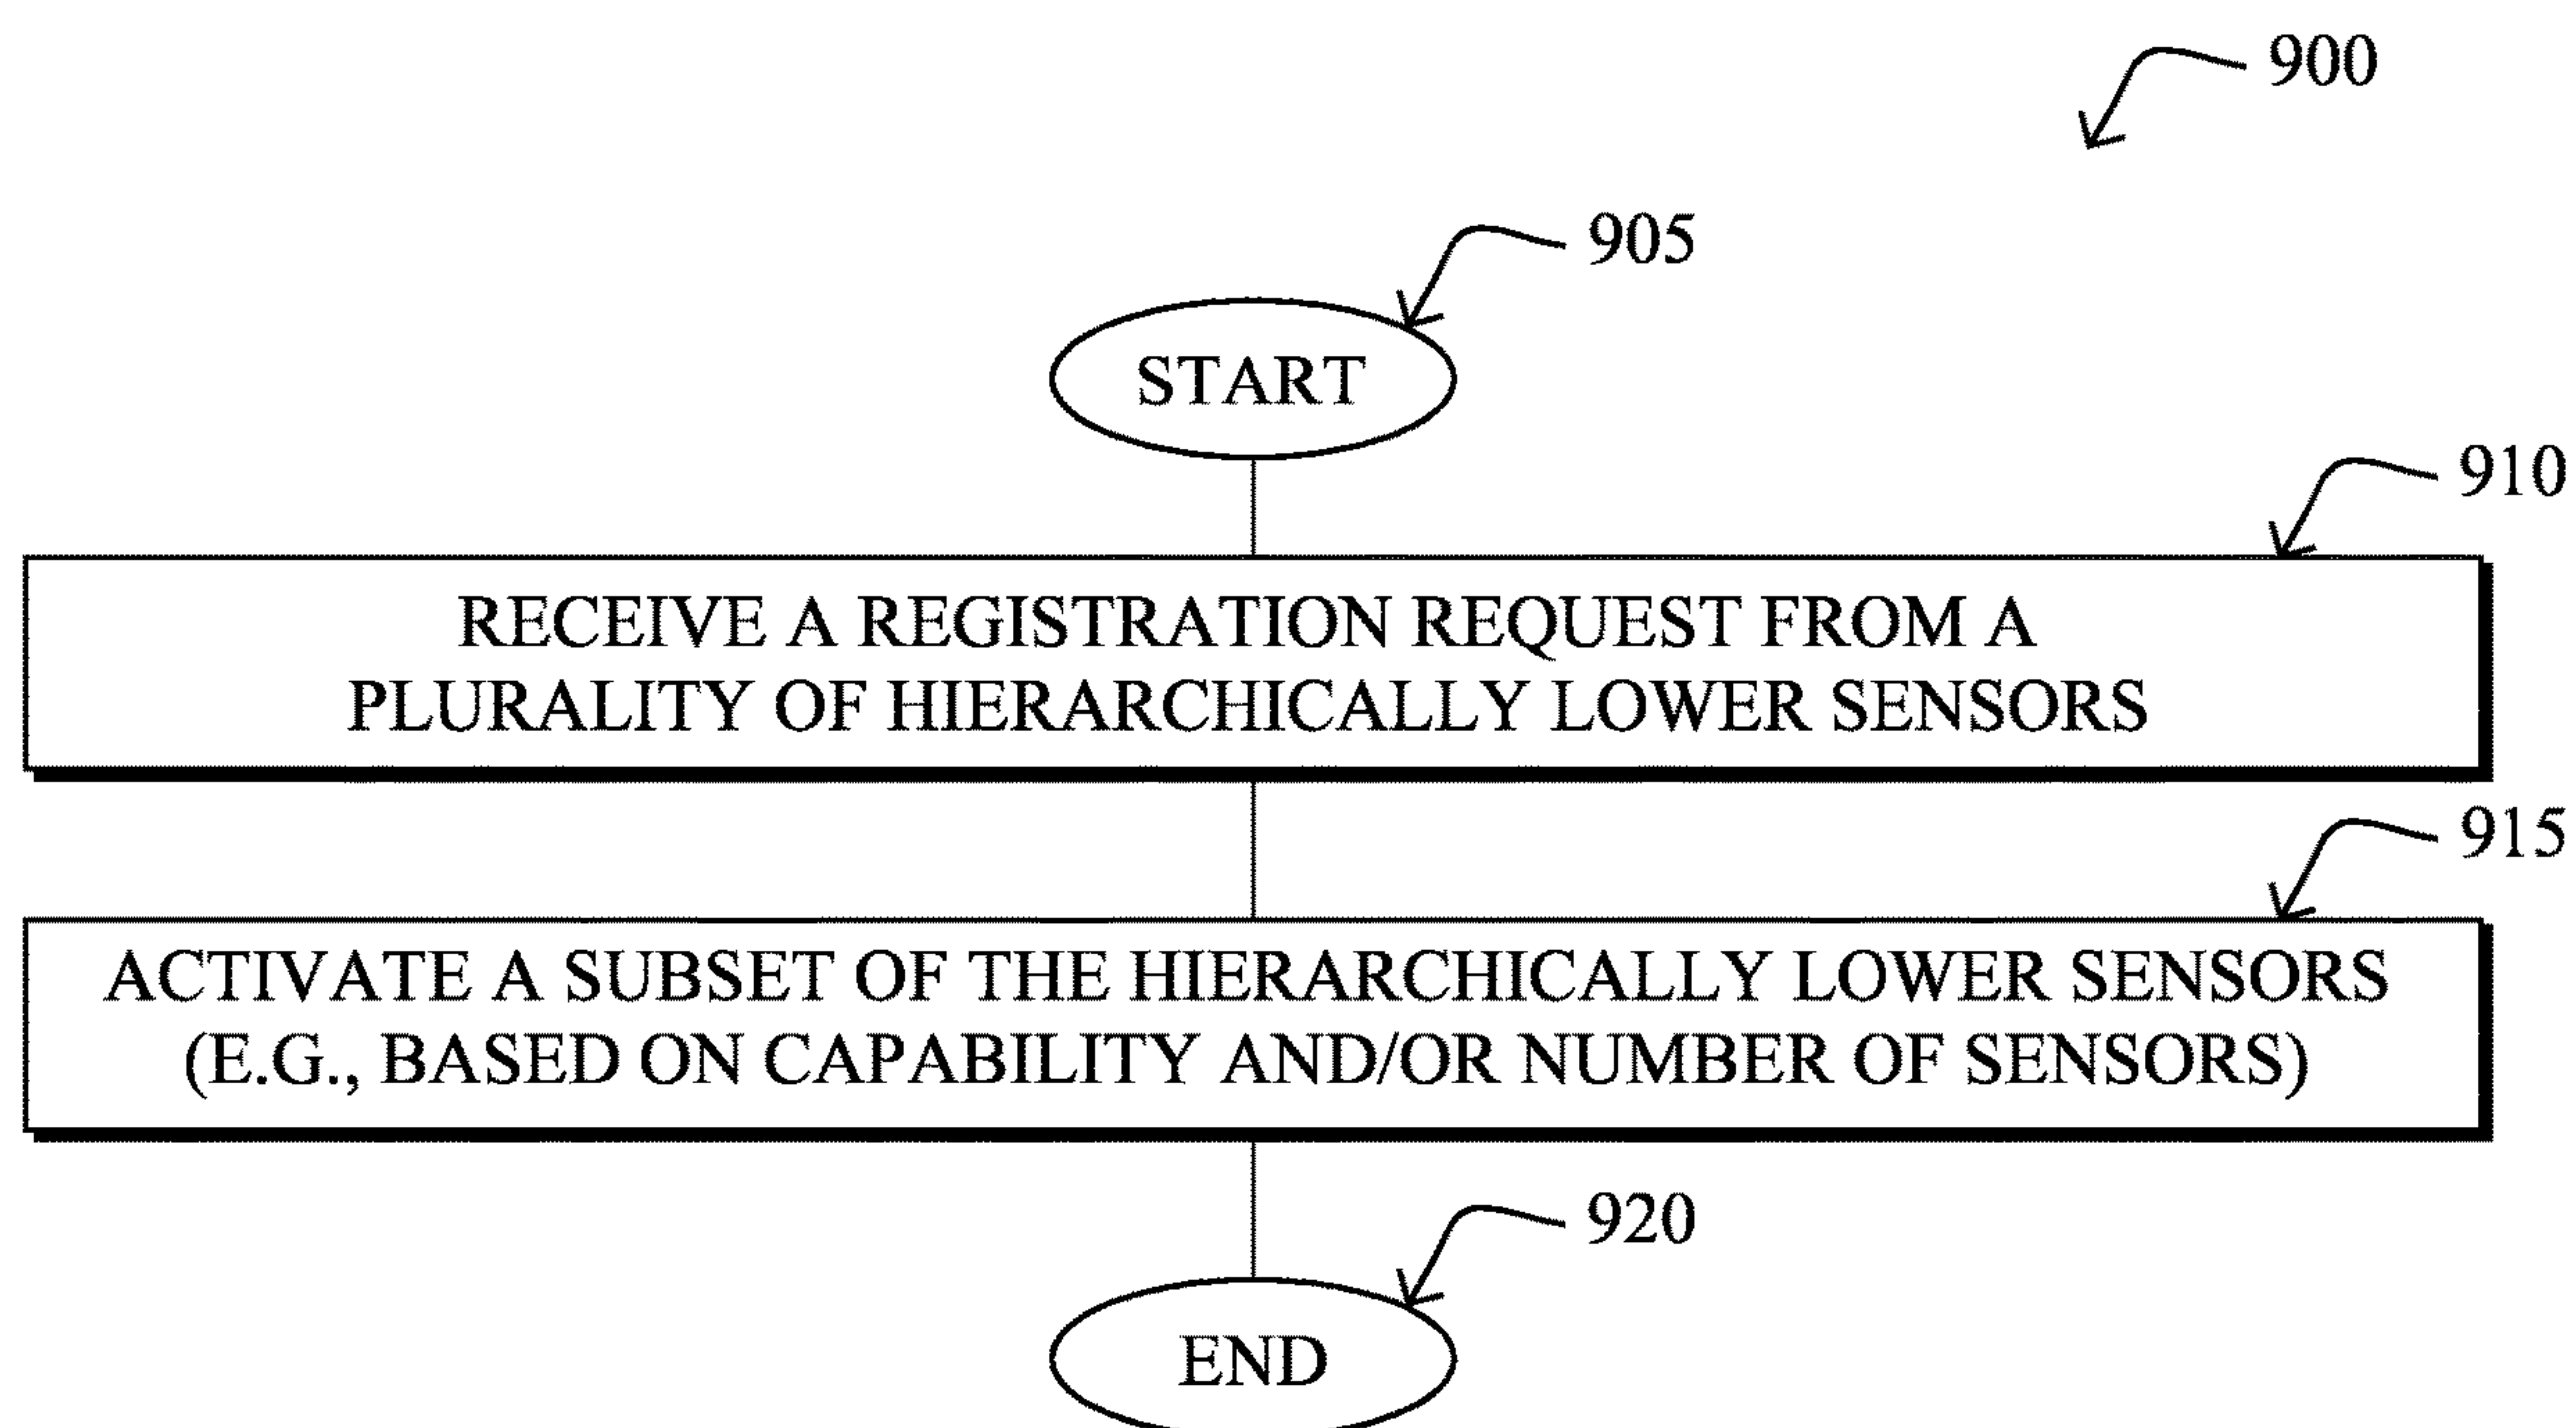 900
905
START
910
RECEIVE A REGISTRATION REQUEST FROM A
PLURALITY OF HIERARCHICALLY LOWER SENSORS
915
ACTIVATE A SUBSET OF THE HIERARCHICALLY LOWER SENSORS
(E.G., BASED ON CAPABILITY AND/OR NUMBER OF SENSORS)
920
END